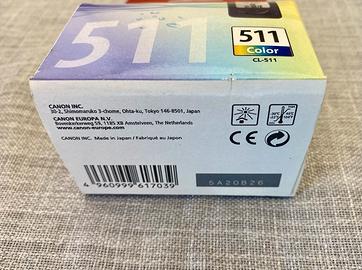 511
511
Color
CL-511
CANON INC.
30-2, Shimomaruko 3-chome, Ohta-ku, Tokyo 146-8501, Japan
CANON EUROPA N.V.
Bovenkerkerweg 59, 1185 XB Amstelveen, The Netherlands
www.canon-europe.com
CANON INC. Made in Japan / Fabriqué au Japon
CE
4 960999 617039
5A20B26